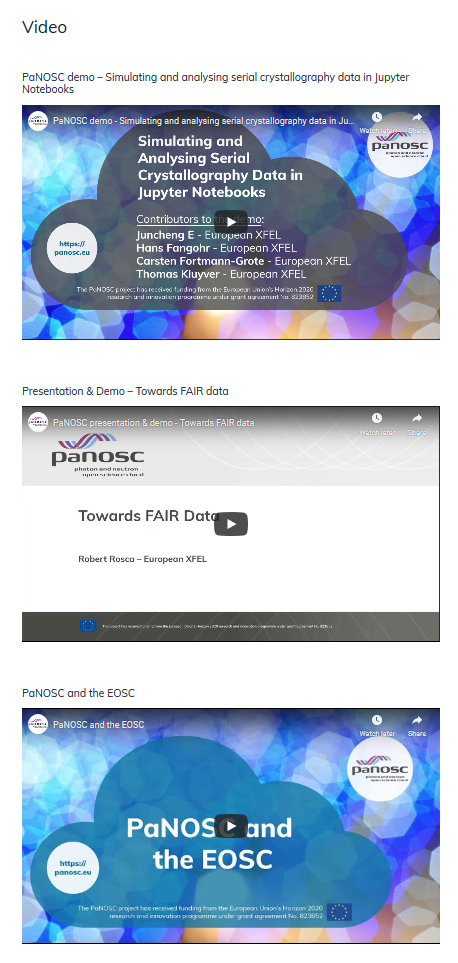 Video
PaNOSC demo – Simulating and analysing serial crystallography data in Jupyter
Notebooks
PaNOSC demo - Simulating and analysing serial crystallography data in Ju...
Watch later
Share
Simulating and
Analysing Serial
Crystallography Data in
Jupyter Notebooks
panosc
photon and neutron
open science cloud
Contributors to the demo:
Juncheng E - European XFEL
Hans Fangohr - European XFEL
Carsten Fortmann-Grote - European XFEL
Thomas Kluyver - European XFEL
https://
panosc.eu
The PaNOSC project has received funding from the European Union's Horizon 2020
research and innovation programme under grant agreement No. 823852
Presentation & Demo – Towards FAIR data
PaNOSC presentation & demo - Towards FAIR data
Watch later
Share
panosc
photon and neutron
open science cloud
Towards FAIR Data
Robert Rosca – European XFEL
PaNOSC and the EOSC
PaNOSC and the EOSC
Watch later
Share
panosc
photon and neutron
open science cloud
PaNOSC and
the EOSC
https://
panosc.eu
The PaNOSC project has received funding from the European Union's Horizon 2020
research and innovation programme under grant agreement No. 823852